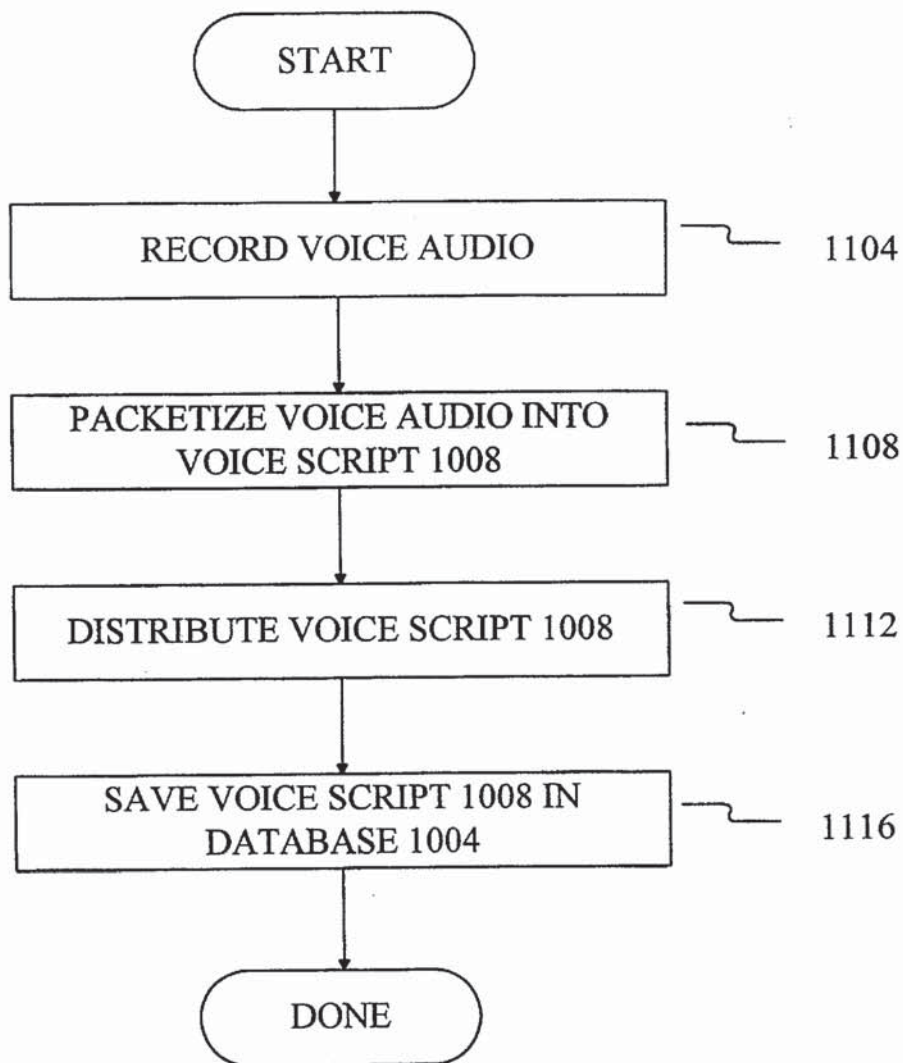 START
RECORD VOICE AUDIO
1104
PACKETIZE VOICE AUDIO INTO
VOICE SCRIPT 1008
1108
DISTRIBUTE VOICE SCRIPT 1008
1112
SAVE VOICE SCRIPT 1008 IN
DATABASE 1004
1116
DONE